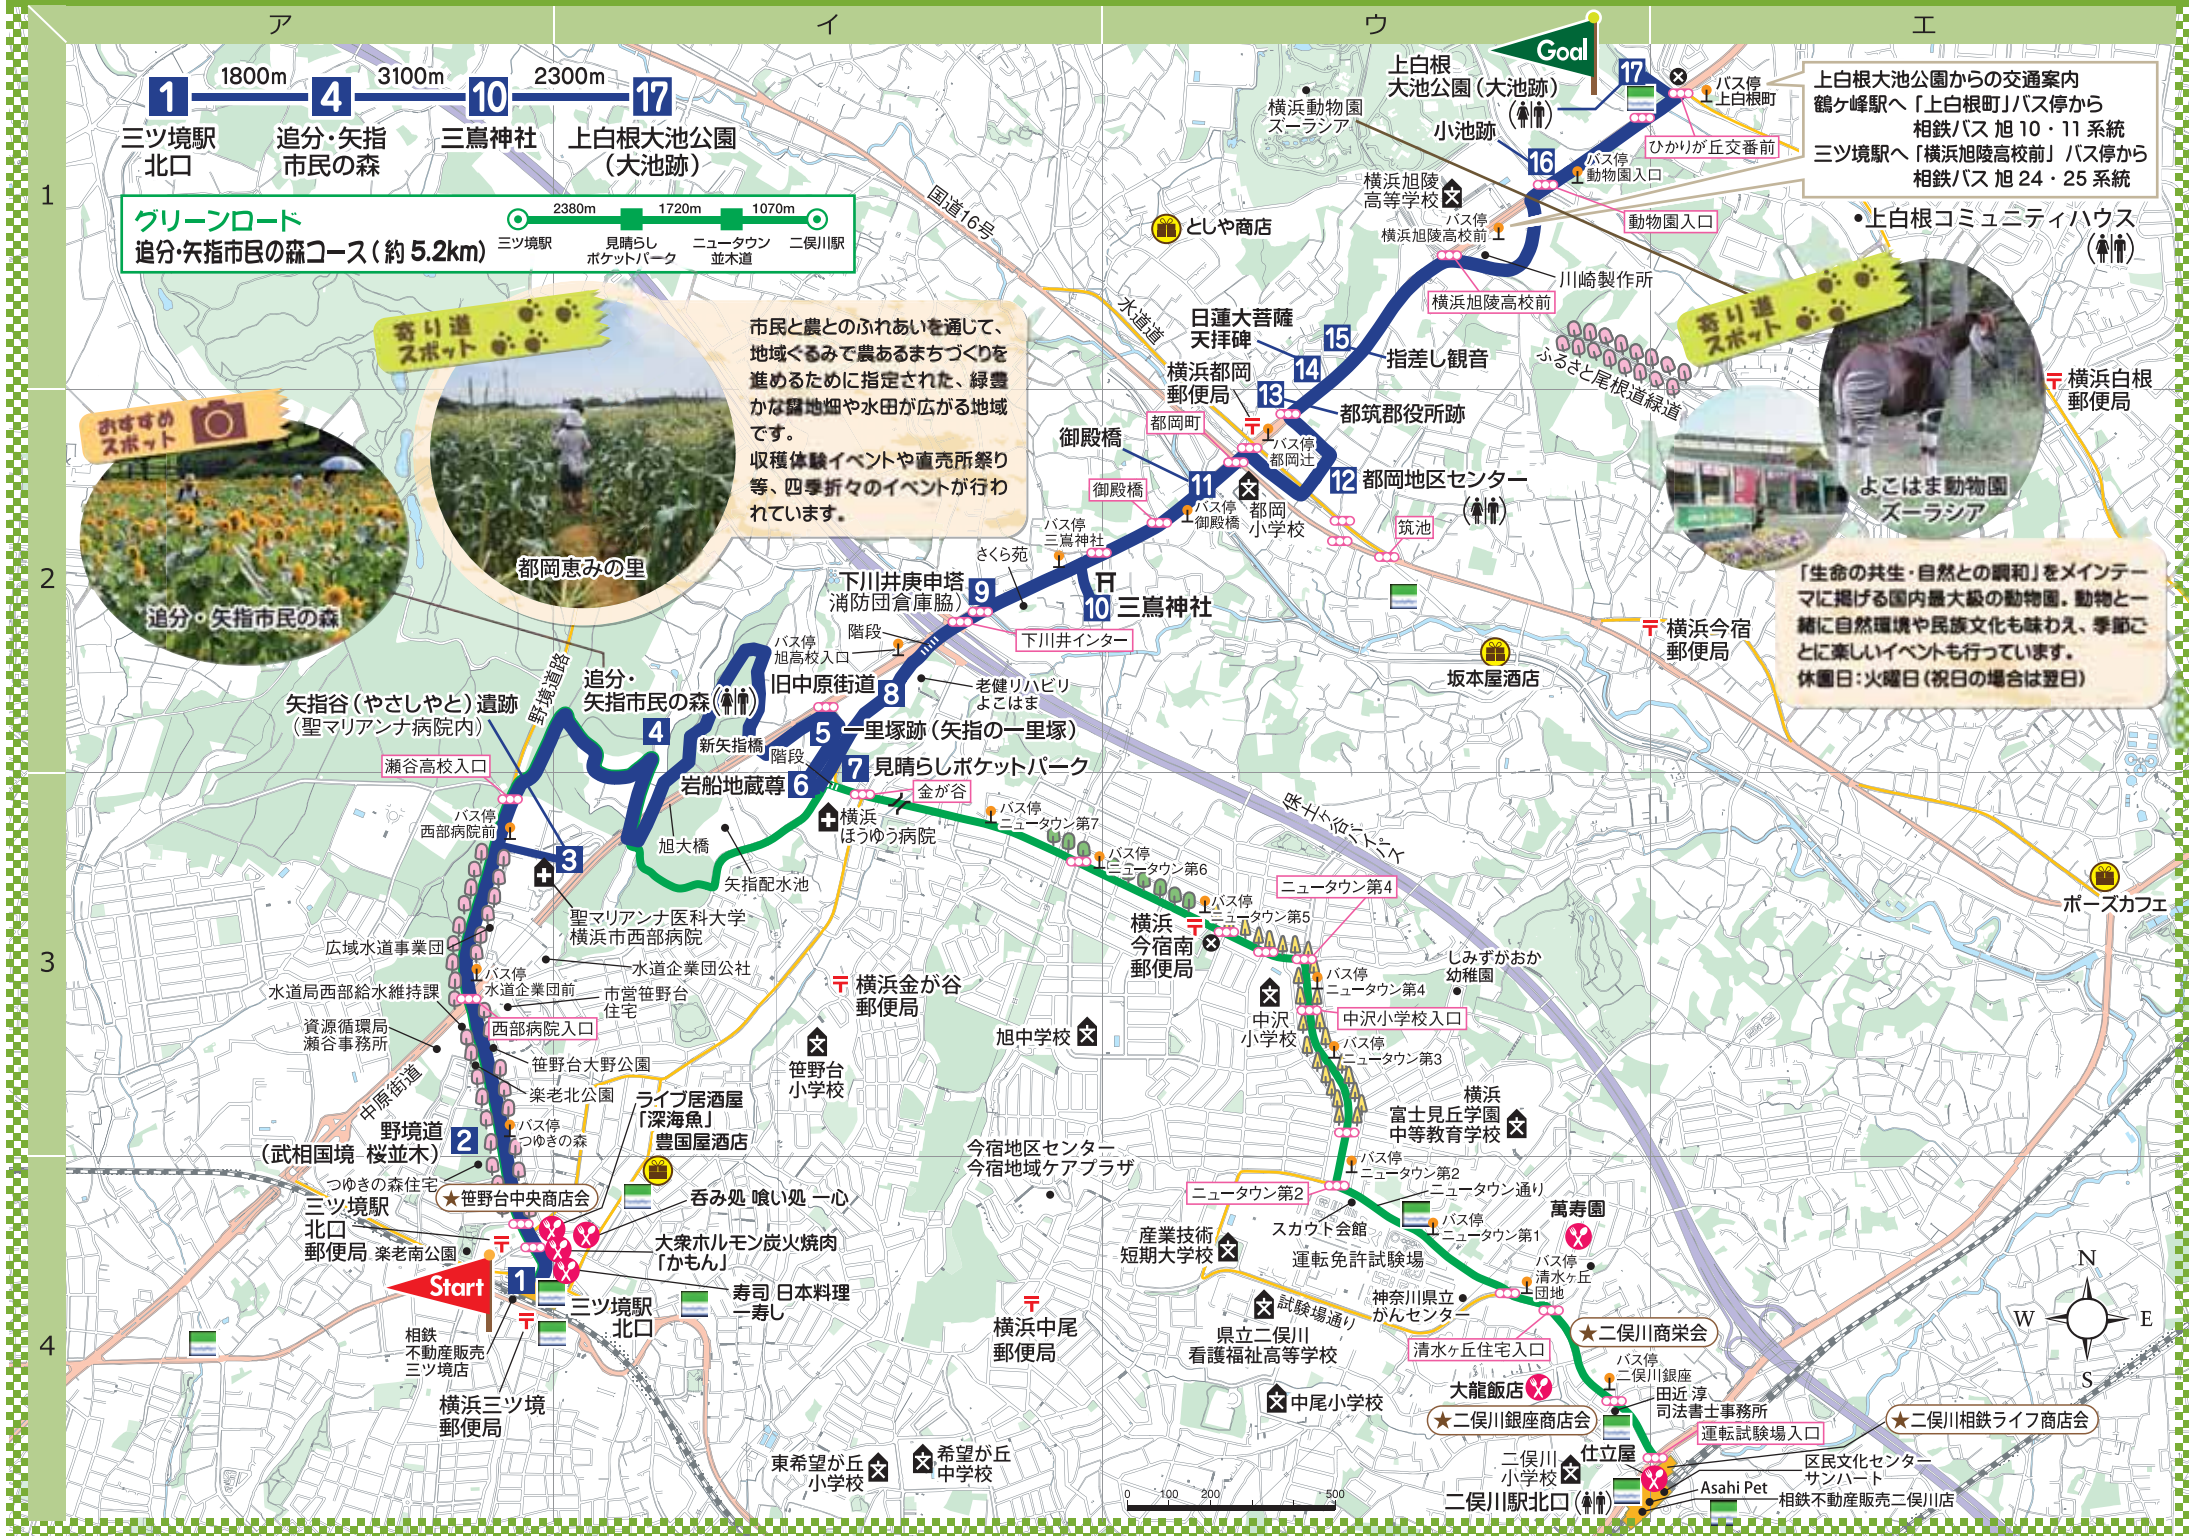 ア
イ
ウ
エ
1
2
3
4
1800m
3100m
2300m
1
4
10
17
三ツ境駅
北口
追分・矢指
市民の森
三嶌神社
上白根大池公園
（大池跡）
グリーンロード
追分・矢指市民の森コース（約 5.2km）
2380m
1720m
1070m
三ツ境駅
見晴らし
ポケットパーク
ニュータウン
並木道
二俣川駅
国道16号
水道道
としや商店
横浜動物園
ズーラシア
Goal
上白根
大池公園（大池跡）
17
小池跡
16
バス停
上白根町
ひかりが丘交番前
バス停
動物園入口
動物園入口
横浜旭陵
高等学校
バス停
横浜旭陵高校前
横浜旭陵高校前
川崎製作所
上白根大池公園からの交通案内
鶴ヶ峰駅へ「上白根町」バス停から
相鉄バス 旭 10・11 系統
三ツ境駅へ「横浜旭陵高校前」バス停から
相鉄バス 旭 24・25 系統
上白根コミュニティハウス
寄り道
スポット
よこはま動物園
ズーラシア
「生命の共生・自然との調和」をメインテー
マに掲げる国内最大級の動物園。動物と一
緒に自然環境や民族文化も味わえ、季節ご
とに楽しいイベントも行っています。
休園日：火曜日（祝日の場合は翌日）
横浜白根
郵便局
ふるさと尾根道緑道
寄り道
スポット
都岡恵みの里
市民と農とのふれあいを通じて、
地域ぐるみで農あるまちづくりを
進めるために指定された、緑豊
かな露地畑や水田が広がる地域
です。
収穫体験イベントや直売所祭り
等、四季折々のイベントが行わ
れています。
おすすめ
スポット
追分・矢指市民の森
日蓮大菩薩
天拝碑
15
14
指差し観音
横浜都岡
郵便局
13
都筑郡役所跡
都岡町
バス停
都岡辻
御殿橋
11
12
都岡地区センター
御殿橋
バス停
御殿橋
都岡
小学校
筑池
バス停
三嶌神社
さくら苑
10
三嶌神社
下川井庚申塔
消防団倉庫脇）
9
階段
下川井インター
バス停
旭高校入口
旧中原街道
8
老健リハビリ
よこはま
坂本屋酒店
横浜今宿
郵便局
野境道路
追分・
矢指市民の森
4
矢指谷（やさしやと）遺跡
（聖マリアンナ病院内）
新矢指橋
5
一里塚跡（矢指の一里塚）
階段
7
見晴らしポケットパーク
岩船地蔵尊
6
瀬谷高校入口
金が谷
横浜
ほうゆう病院
バス停
ニュータウン第7
保土ヶ谷バイパス
バス停
西部病院前
3
旭大橋
矢指配水池
バス停
ニュータウン第6
ニュータウン第4
バス停
ニュータウン第5
ポーズカフェ
聖マリアンナ医科大学
横浜市西部病院
広域水道事業団
横浜
今宿南
郵便局
しみずがおか
幼稚園
水道企業団公社
バス停
水道企業団前
バス停
ニュータウン第4
水道局西部給水維持課
市営笹野台
住宅
横浜金が谷
郵便局
中沢
小学校
中沢小学校入口
資源循環局
瀬谷事務所
西部病院入口
旭中学校
バス停
ニュータウン第3
笹野台大野公園
笹野台
小学校
楽老北公園
中原街道
ライブ居酒屋
「深海魚」
豊国屋酒店
横浜
富士見丘学園
中等教育学校
野境道
（武相国境 桜並木）
2
バス停
つゆきの森
今宿地区センター
今宿地域ケアプラザ
バス停
ニュータウン第2
ニュータウン第2
ニュータウン通り
つゆきの森住宅
笹野台中央商店会
呑み処 喰い処 一心
萬寿園
三ツ境駅
北口
郵便局
スカウト会館
バス停
ニュータウン第1
楽老南公園
大衆ホルモン炭火焼肉
「かもん」
産業技術
短期大学校
運転免許試験場
バス停
清水ヶ丘
団地
Start
1
寿司 日本料理
一寿し
三ツ境駅
北口
神奈川県立
がんセンター
試験場通り
横浜中尾
郵便局
県立二俣川
看護福祉高等学校
清水ヶ丘住宅入口
二俣川商栄会
相鉄
不動産販売
三ツ境店
バス停
二俣川銀座
横浜三ツ境
郵便局
大龍飯店
中尾小学校
田近 淳
司法書士事務所
二俣川銀座商店会
二俣川相鉄ライフ商店会
運転試験場入口
東希望が丘
小学校
希望が丘
中学校
二俣川
小学校
仕立屋
区民文化センター
サンハート
Asahi Pet
二俣川駅北口
相鉄不動産販売二俣川店
0 100 200 500
N
W
E
S